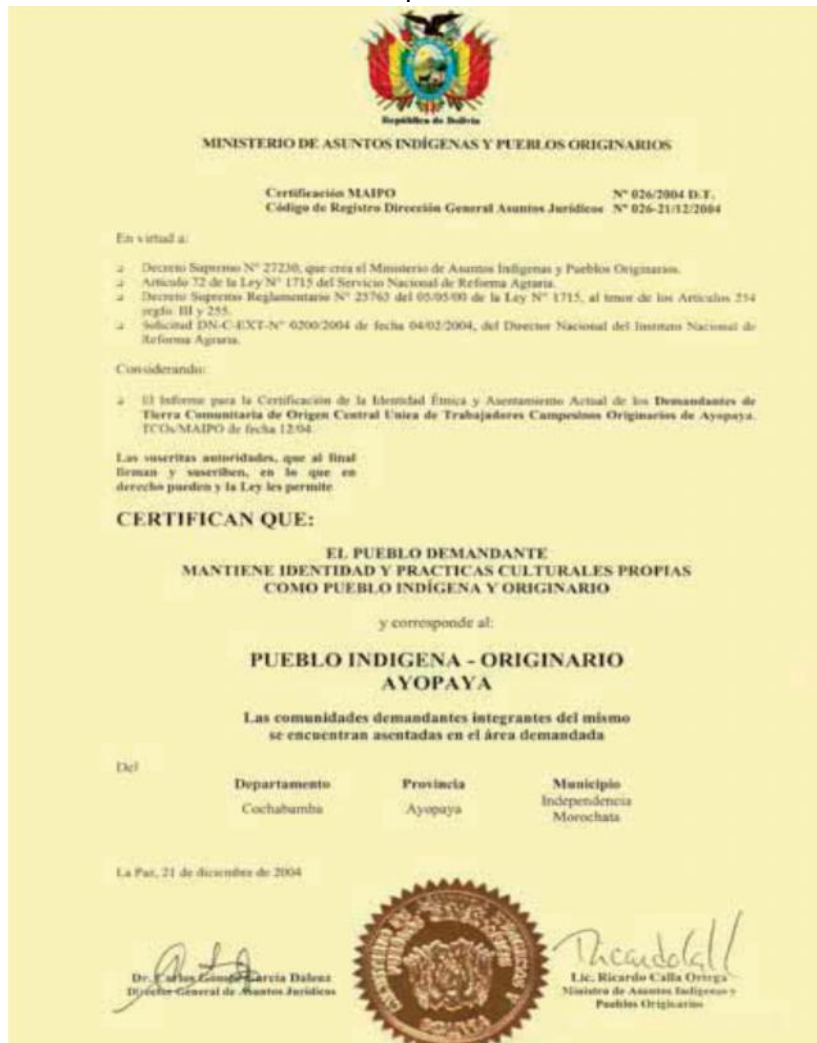 República de Bolivia
MINISTERIO DE ASUNTOS INDÍGENAS Y PUEBLOS ORIGINARIOS
Certificación MAIPO Nº 026/2004 D.T.
Código de Registro Dirección General Asuntos Jurídicos Nº 026-21/12/2004
En virtud a:
Decreto Supremo Nº 27230, que crea el Ministerio de Asuntos Indígenas y Pueblos Originarios.
Artículo 72 de la Ley Nº 1715 del Servicio Nacional de Reforma Agraria.
Decreto Supremo Reglamentario Nº 25763 del 05/05/00 de la Ley Nº 1715, al tenor de los Artículos 254
III y 255.
Solicitud DN-C-EXT-Nº 0200/2004 de fecha 04/02/2004, del Director Nacional del Instituto Nacional de
Reforma Agraria.
Considerando:
El Informe para la Certificación de la Identidad Étnica y Asentamiento Actual de los Demandantes de
Tierra Comunitaria de Origen Central Unica de Trabajadores Campesinos Originarios de Ayopaya.
TCOs/MAIPO de fecha 12/04
Las suscritas autoridades, que al final
firman y suscriben, en lo que en
derecho pueden y la Ley les permite
CERTIFICAN QUE:
EL PUEBLO DEMANDANTE
MANTIENE IDENTIDAD Y PRACTICAS CULTURALES PROPIAS
COMO PUEBLO INDÍGENA Y ORIGINARIO
y corresponde al:
PUEBLO INDIGENA - ORIGINARIO
AYOPAYA
Las comunidades demandantes integrantes del mismo
se encuentran asentadas en el área demandada
Del
Departamento Provincia Municipio
Cochabamba Ayopaya Independencia
Morochata
La Paz, 21 de diciembre de 2004
Dr. Carlos García Dalenz
Director General de Asuntos Jurídicos
Lic. Ricardo Calla Ortega
Ministro de Asuntos Indígenas y
Pueblos Originarios